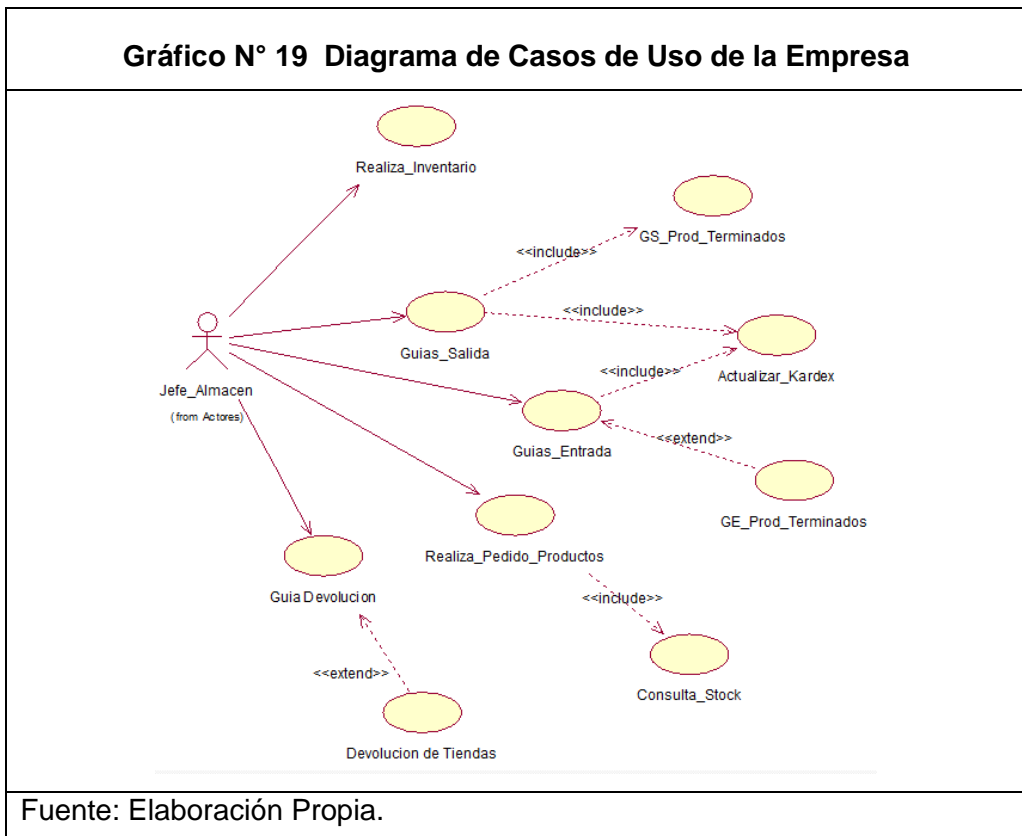 Gráfico N° 19 Diagrama de Casos de Uso de la Empresa
Realiza_Inventario
GS_Prod_Terminados
<<include>>
<<include>>
Guias_Salida
Actualizar_Kardex
<<include>>
Jefe_Almacen
(from Actores)
<<extend>>
Guias_Entrada
GE_Prod_Terminados
Realiza_Pedido_Productos
Guia Devolucion
<<include>>
<<extend>>
Consulta_Stock
Devolucion de Tiendas
Fuente: Elaboración Propia.